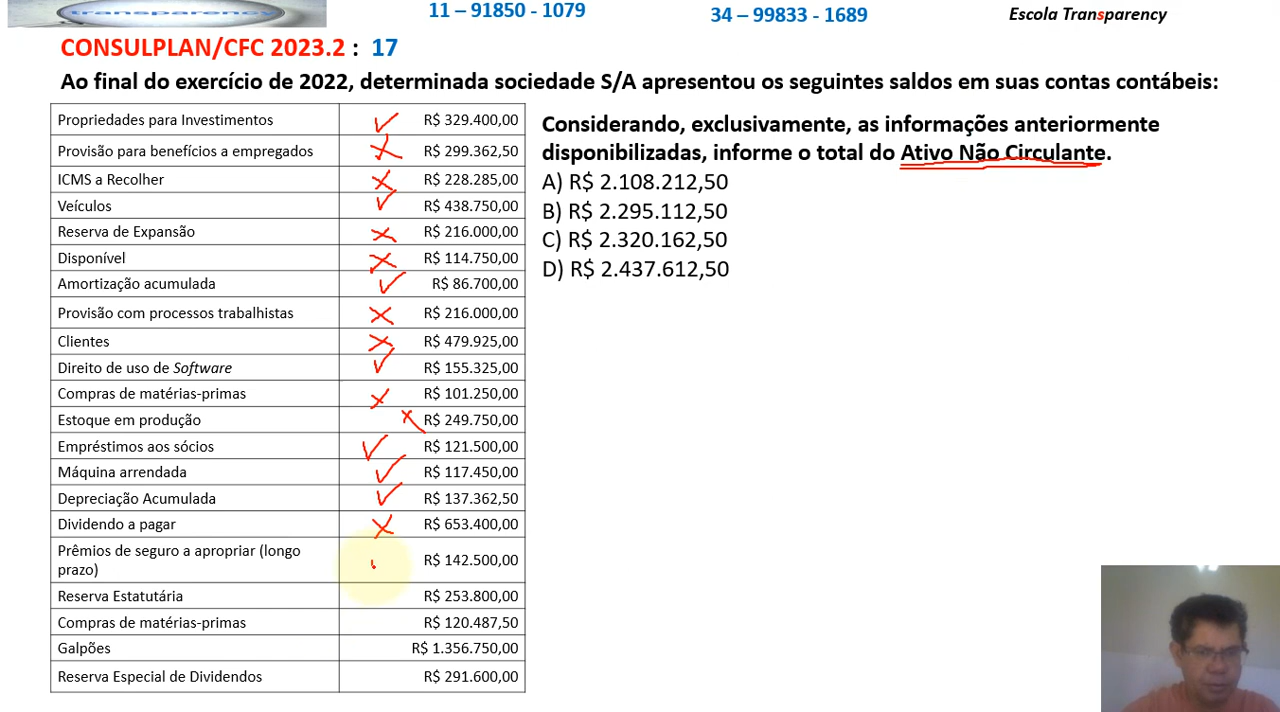 transparency
11 – 91850 - 1079
34 – 99833 - 1689
Escola Transparency
CONSULPLAN/CFC 2023.2 : 17
Ao final do exercício de 2022, determinada sociedade S/A apresentou os seguintes saldos em suas contas contábeis:
Propriedades para Investimentos R$ 329.400,00
Provisão para benefícios a empregados R$ 299.362,50
ICMS a Recolher R$ 228.285,00
Veículos R$ 438.750,00
Reserva de Expansão R$ 216.000,00
Disponível R$ 114.750,00
Amortização acumulada R$ 86.700,00
Provisão com processos trabalhistas R$ 216.000,00
Clientes R$ 479.925,00
Direito de uso de Software R$ 155.325,00
Compras de matérias-primas R$ 101.250,00
Estoque em produção R$ 249.750,00
Empréstimos aos sócios R$ 121.500,00
Máquina arrendada R$ 117.450,00
Depreciação Acumulada R$ 137.362,50
Dividendo a pagar R$ 653.400,00
Prêmios de seguro a apropriar (longo
prazo) R$ 142.500,00
Reserva Estatutária R$ 253.800,00
Compras de matérias-primas R$ 120.487,50
Galpões R$ 1.356.750,00
Reserva Especial de Dividendos R$ 291.600,00
Considerando, exclusivamente, as informações anteriormente
disponibilizadas, informe o total do Ativo Não Circulante.
A) R$ 2.108.212,50
B) R$ 2.295.112,50
C) R$ 2.320.162,50
D) R$ 2.437.612,50